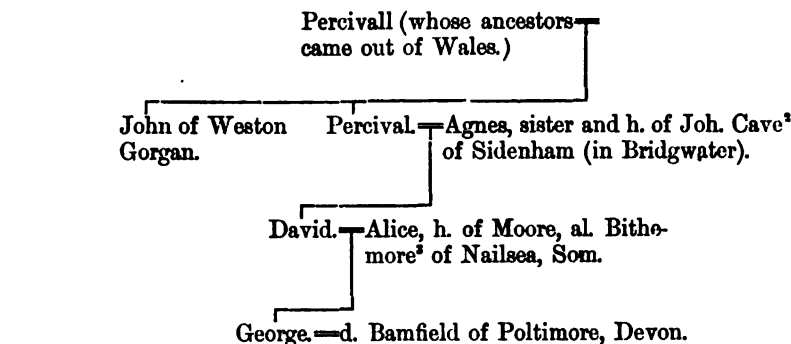 Percivall (whose ancestors
came out of Wales.)
John of Weston
Gorgan.
Percival.
Agnes, sister and h. of Joh. Cave²
of Sidenham (in Bridgwater).
David.
Alice, h. of Moore, al. Bitho-
more³ of Nailsea, Som.
George.
d. Bamfield of Poltimore, Devon.